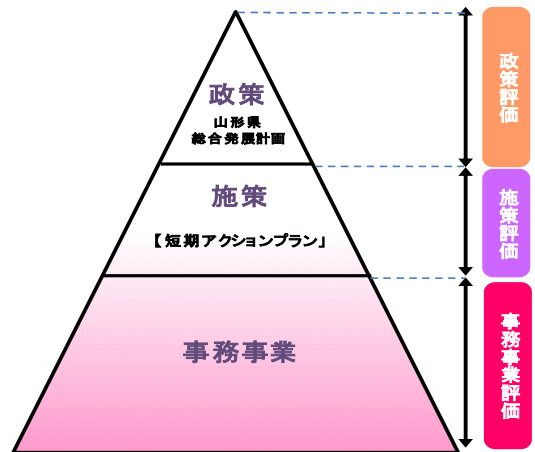 政策
山形県
総合発展計画
施策
【短期アクションプラン」
事務事業
政策評価
施策評価
事務事業評価